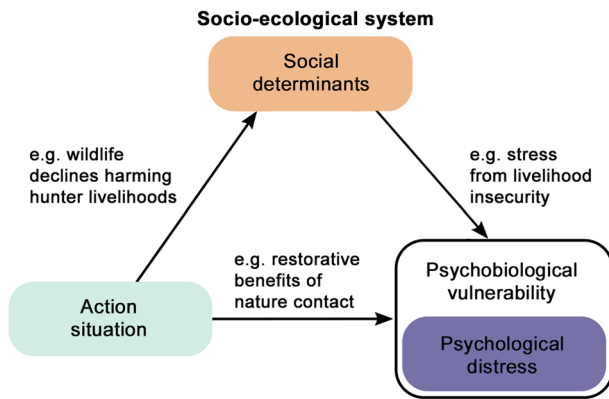 Socio-ecological system
Social
determinants
e.g. wildlife
declines harming
hunter livelihoods
e.g. stress
from livelihood
insecurity
e.g. restorative
benefits of
nature contact
Action
situation
Psychobiological
vulnerability
Psychological
distress